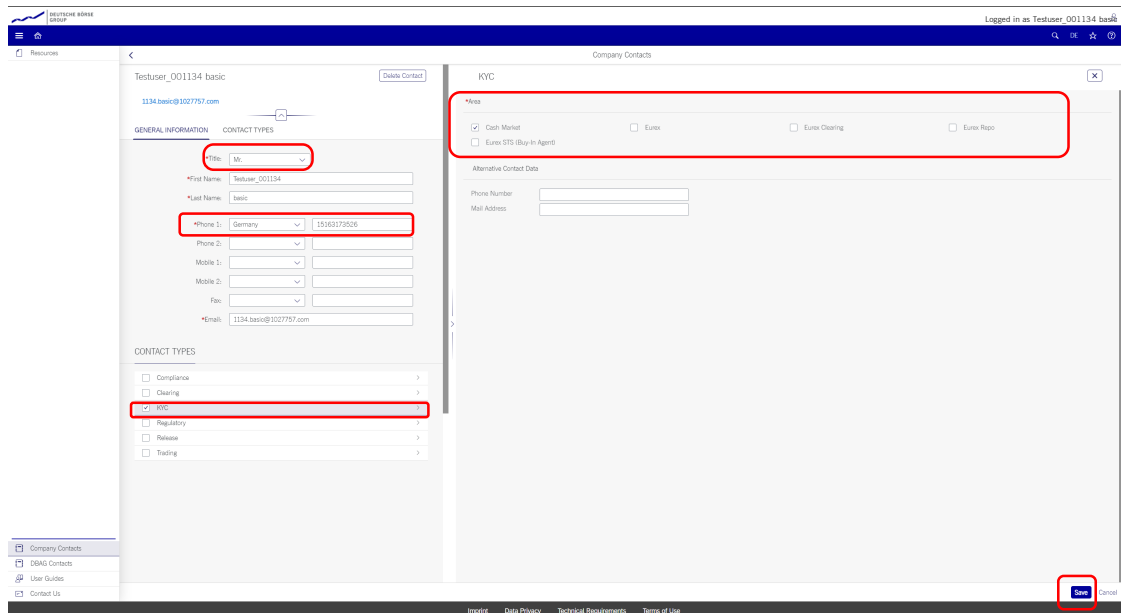 DEUTSCHE BÖRSE
GROUP
Logged in as Testuser_001134 basic
DE
Resources
Company Contacts
Testuser_001134 basic
Delete Contact
KYC
1134.basic@1027757.com
*Area
GENERAL INFORMATION CONTACT TYPES
Cash Market Eurex Eurex Clearing Eurex Repo
Eurex STS (Buy-In Agent)
*Title: Mr.
Alternative Contact Data
*First Name: Testuser_001134
Phone Number
*Last Name: basic
Mail Address
*Phone 1: Germany 15163173526
Phone 2:
Mobile 1:
Mobile 2:
Fax:
*Email: 1134.basic@1027757.com
CONTACT TYPES
Compliance
Clearing
KYC
Regulatory
Release
Trading
Company Contacts
DBAG Contacts
User Guides
Contact Us
Save Cancel
Imprint Data Privacy Technical Requirements Terms of Use